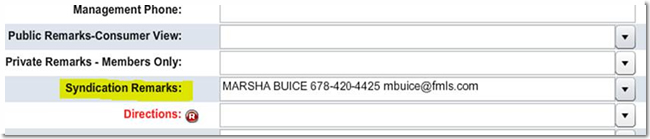 Management Phone:
Public Remarks-Consumer View:
Private Remarks - Members Only:
Syndication Remarks: MARSHA BUICE 678-420-4425 mbuice@fmls.com
Directions: R